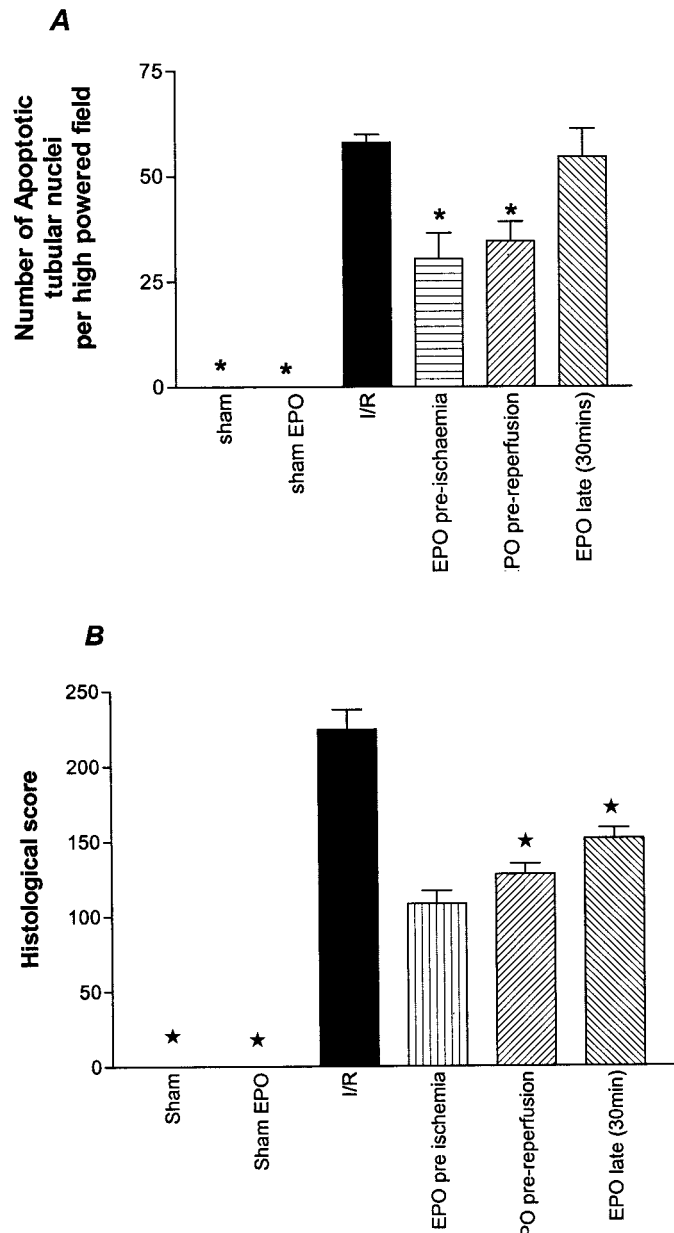 A
Number of Apoptotic
tubular nuclei
per high powered field
75
50
25
0
*
*
*
*
sham
sham EPO
I/R
EPO pre-ischaemia
PO pre-reperfusion
EPO late (30mins)
B
Histological score
250
200
150
100
50
0
★
★
★
★
Sham
Sham EPO
I/R
EPO pre ischemia
PO pre-reperfusion
EPO late (30min)